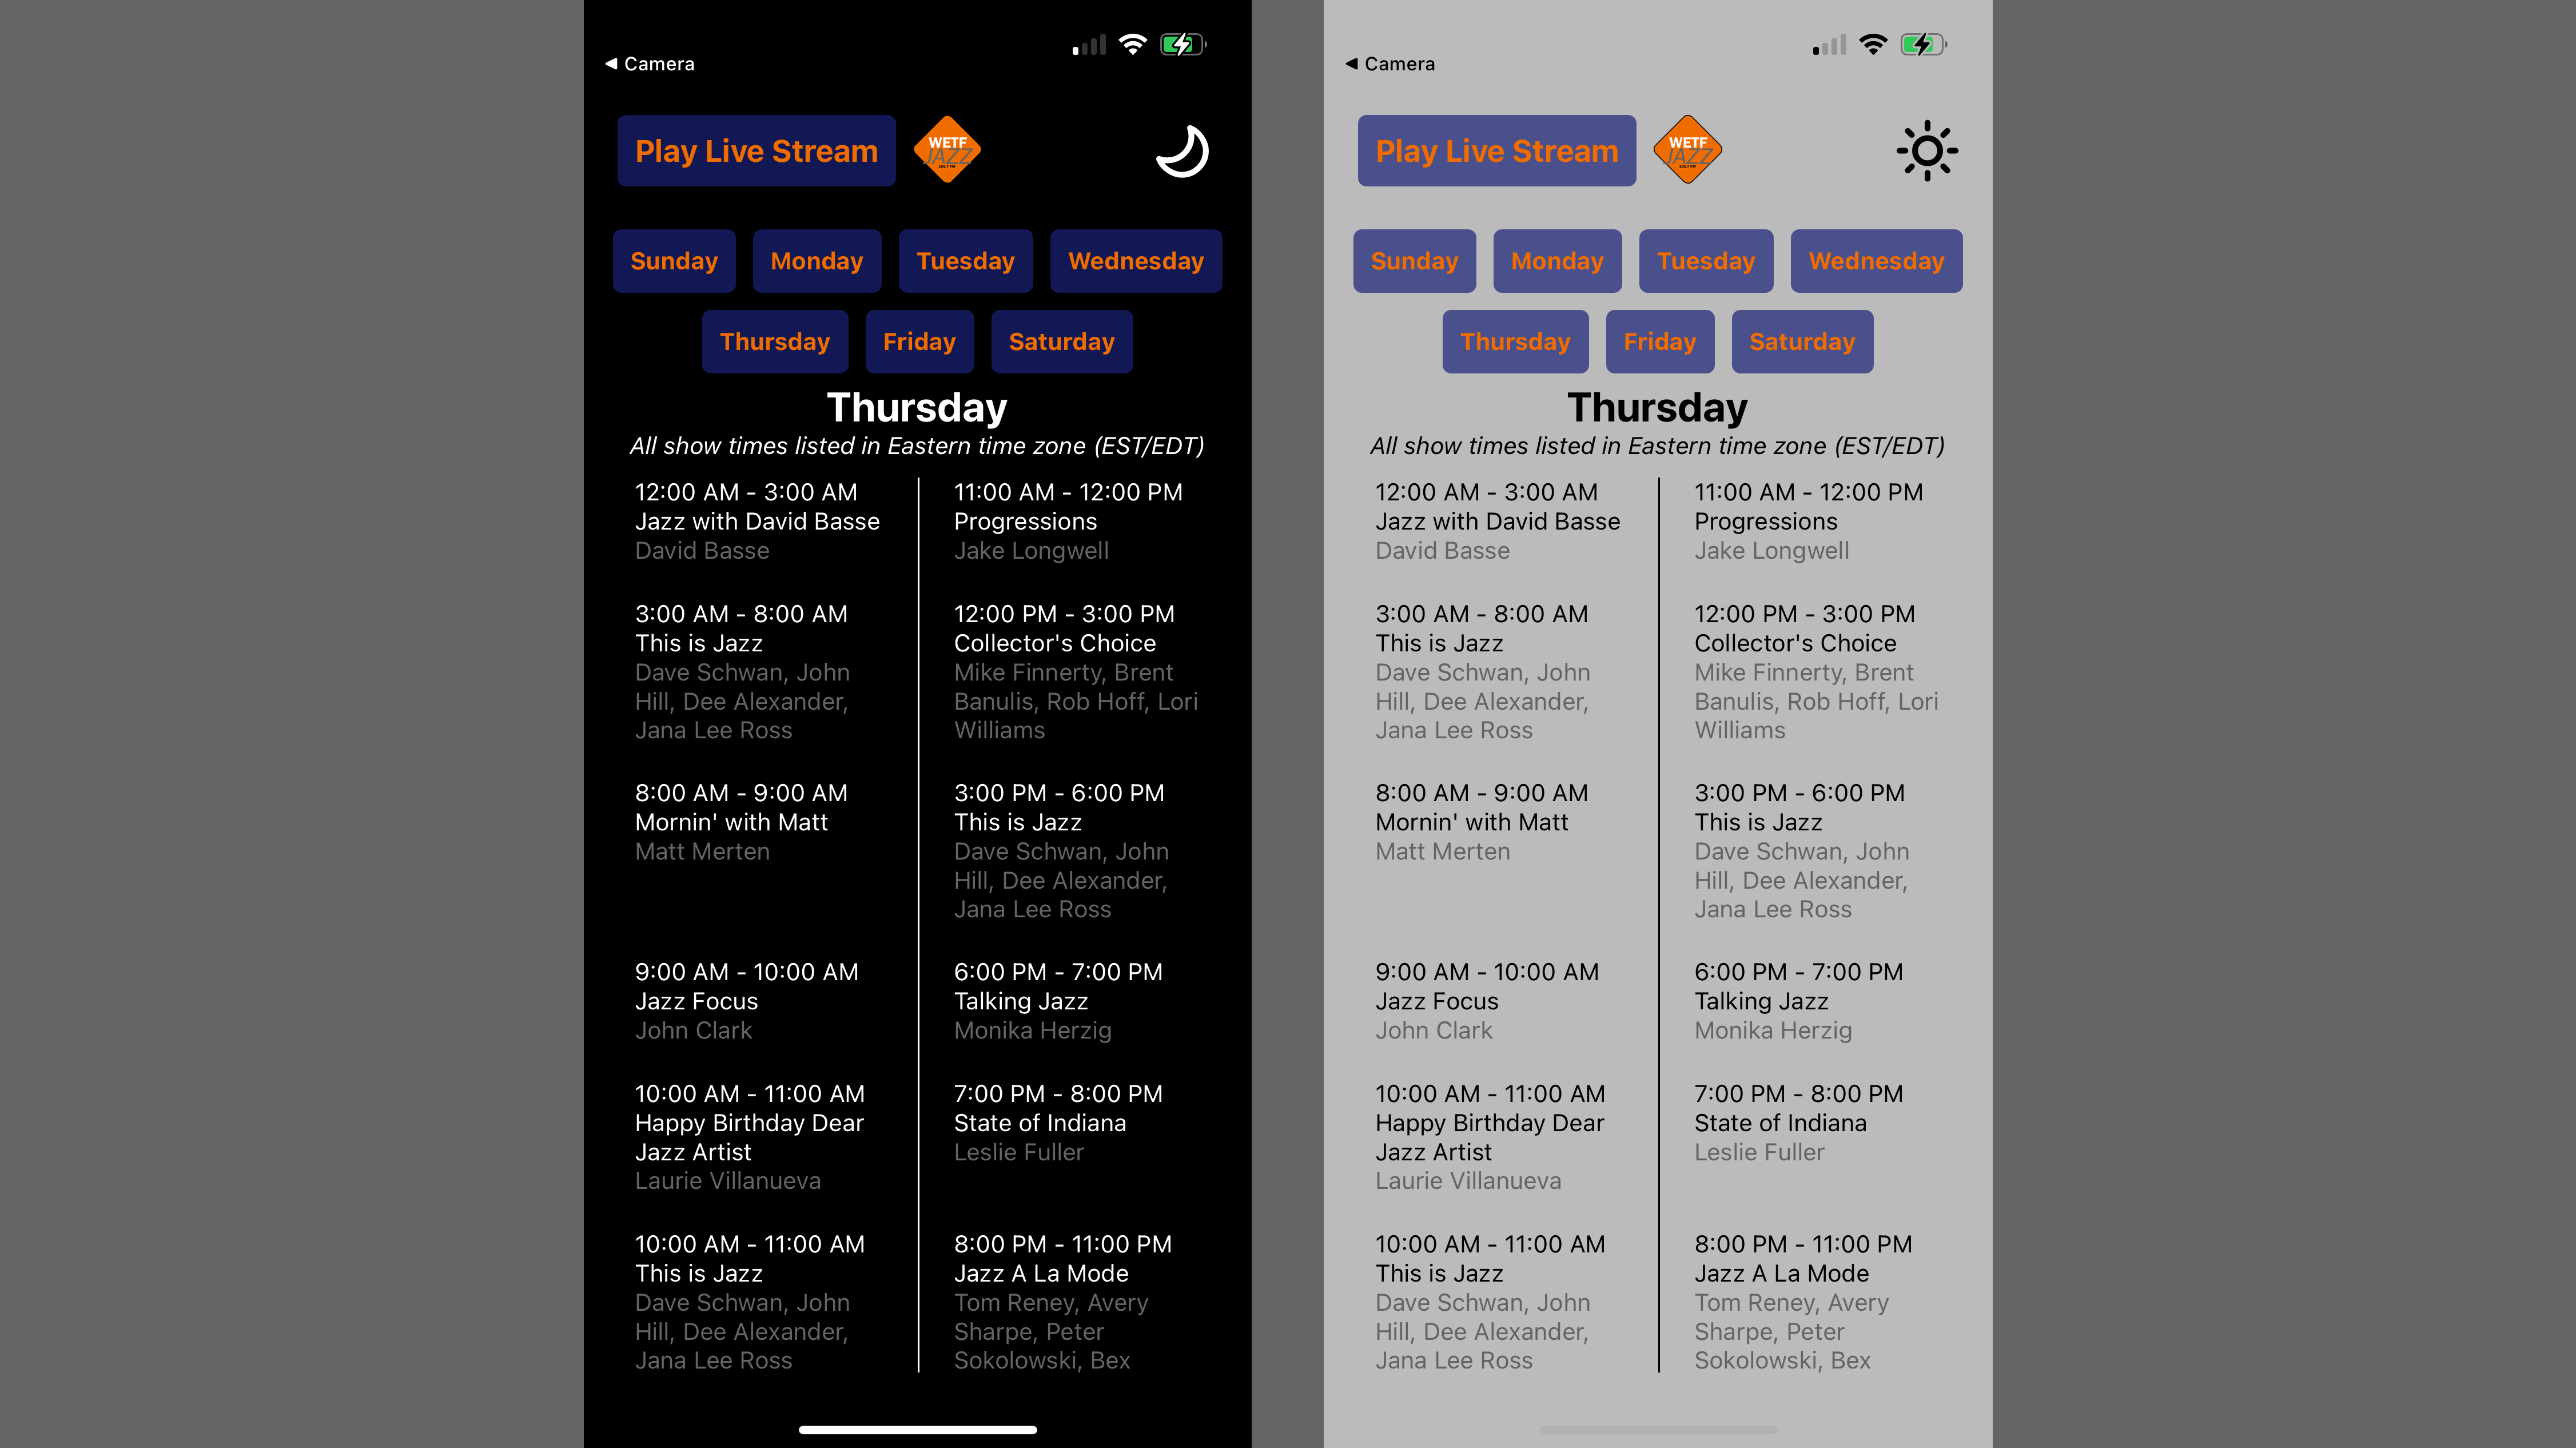 Camera
Play Live Stream
WETF
JAZZ
Sunday
Monday
Tuesday
Wednesday
Thursday
Friday
Saturday
Thursday
All show times listed in Eastern time zone (EST/EDT)
12:00 AM - 3:00 AM
Jazz with David Basse
David Basse
3:00 AM - 8:00 AM
This is Jazz
Dave Schwan, John
Hill, Dee Alexander,
Jana Lee Ross
8:00 AM - 9:00 AM
Mornin' with Matt
Matt Merten
9:00 AM - 10:00 AM
Jazz Focus
John Clark
10:00 AM - 11:00 AM
Happy Birthday Dear
Jazz Artist
Laurie Villanueva
10:00 AM - 11:00 AM
This is Jazz
Dave Schwan, John
Hill, Dee Alexander,
Jana Lee Ross
11:00 AM - 12:00 PM
Progressions
Jake Longwell
12:00 PM - 3:00 PM
Collector's Choice
Mike Finnerty, Brent
Banulis, Rob Hoff, Lori
Williams
3:00 PM - 6:00 PM
This is Jazz
Dave Schwan, John
Hill, Dee Alexander,
Jana Lee Ross
6:00 PM - 7:00 PM
Talking Jazz
Monika Herzig
7:00 PM - 8:00 PM
State of Indiana
Leslie Fuller
8:00 PM - 11:00 PM
Jazz A La Mode
Tom Reney, Avery
Sharpe, Peter
Sokolowski, Bex
Camera
Play Live Stream
WETF
JAZZ
Sunday
Monday
Tuesday
Wednesday
Thursday
Friday
Saturday
Thursday
All show times listed in Eastern time zone (EST/EDT)
12:00 AM - 3:00 AM
Jazz with David Basse
David Basse
3:00 AM - 8:00 AM
This is Jazz
Dave Schwan, John
Hill, Dee Alexander,
Jana Lee Ross
8:00 AM - 9:00 AM
Mornin' with Matt
Matt Merten
9:00 AM - 10:00 AM
Jazz Focus
John Clark
10:00 AM - 11:00 AM
Happy Birthday Dear
Jazz Artist
Laurie Villanueva
10:00 AM - 11:00 AM
This is Jazz
Dave Schwan, John
Hill, Dee Alexander,
Jana Lee Ross
11:00 AM - 12:00 PM
Progressions
Jake Longwell
12:00 PM - 3:00 PM
Collector's Choice
Mike Finnerty, Brent
Banulis, Rob Hoff, Lori
Williams
3:00 PM - 6:00 PM
This is Jazz
Dave Schwan, John
Hill, Dee Alexander,
Jana Lee Ross
6:00 PM - 7:00 PM
Talking Jazz
Monika Herzig
7:00 PM - 8:00 PM
State of Indiana
Leslie Fuller
8:00 PM - 11:00 PM
Jazz A La Mode
Tom Reney, Avery
Sharpe, Peter
Sokolowski, Bex